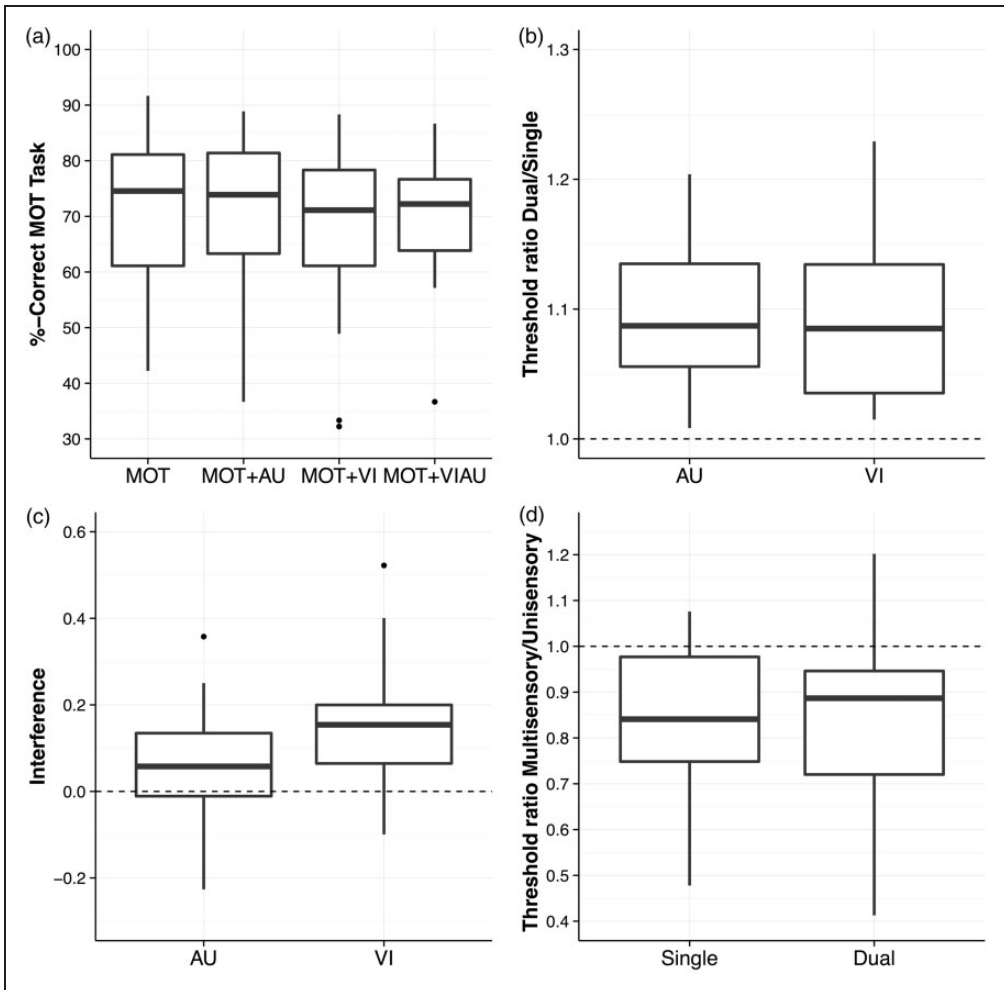 (a)
%-Correct MOT Task
100
90
80
70
60
50
40
30
MOT MOT+AU MOT+VI MOT+VIAU
(b)
Threshold ratio Dual/Single
1.3
1.2
1.1
1.0
AU VI
(c)
Interference
0.6
0.4
0.2
0.0
−0.2
AU VI
(d)
Threshold ratio Multisensory/Unisensory
1.2
1.1
1.0
0.9
0.8
0.7
0.6
0.5
0.4
Single Dual